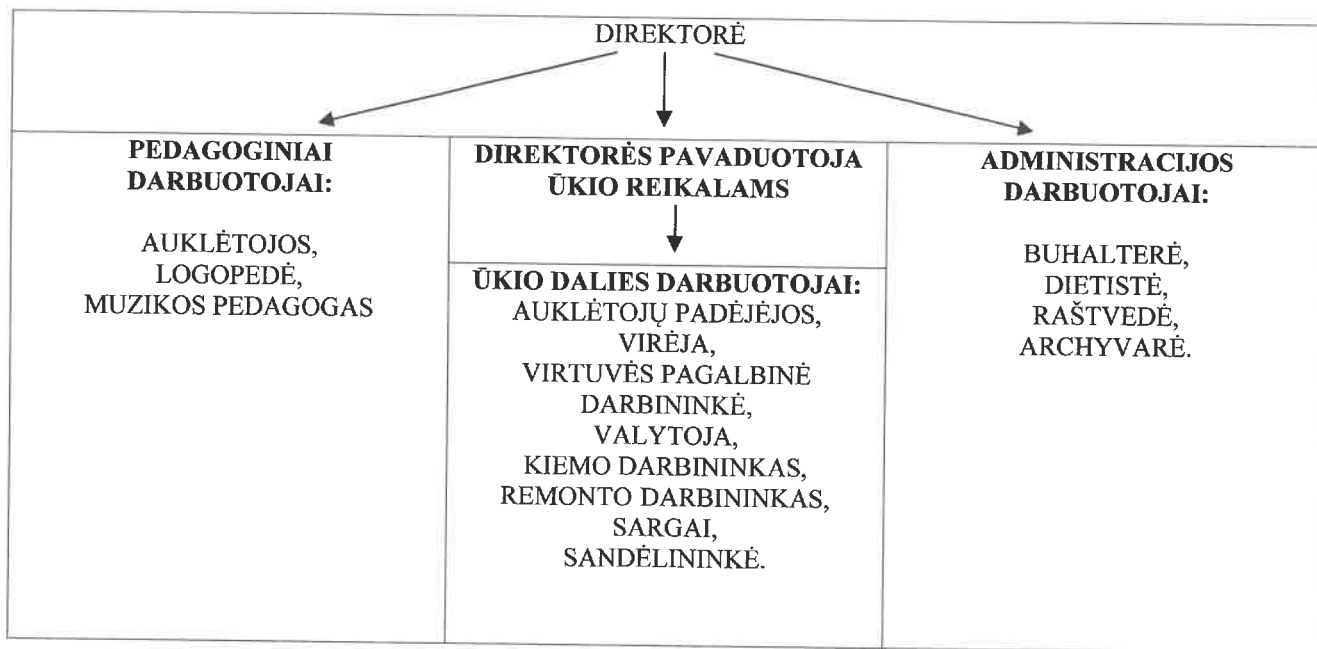 DIREKTORĖ
PEDAGOGINIAI
DARBUOTOJAI:
AUKLĖTOJOS,
LOGOPEDĖ,
MUZIKOS PEDAGOGAS
DIREKTORĖS PAVADUOTOJA
ŪKIO REIKALAMS
ŪKIO DALIES DARBUOTOJAI:
AUKLĖTOJŲ PADĖJĖJOS,
VIRĖJA,
VIRTUVĖS PAGALBINĖ
DARBININKĖ,
VALYTOJA,
KIEMO DARBININKAS,
REMONTO DARBININKAS,
SARGAI,
SANDĖLININKĖ.
ADMINISTRACIJOS
DARBUOTOJAI:
BUHALTERĖ,
DIETISTĖ,
RAŠTVEDĖ,
ARCHYVARĖ.